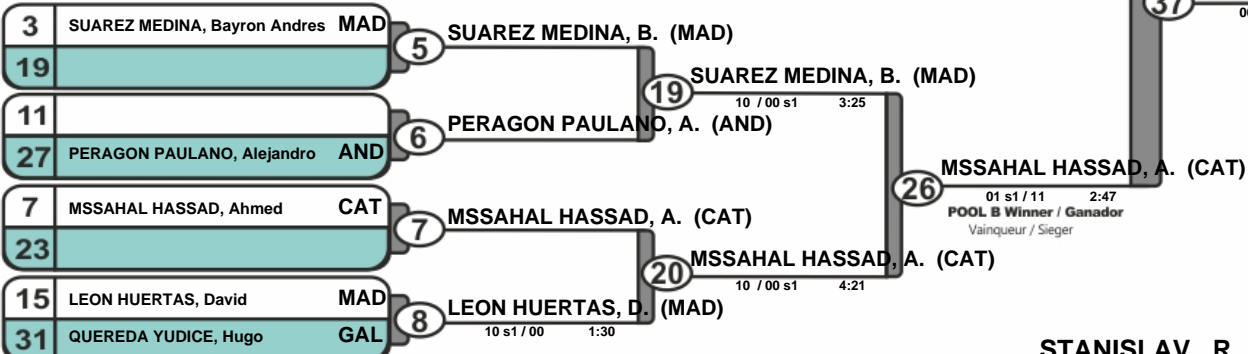 3 SUAREZ MEDINA, Bayron Andres MAD
19
5
SUAREZ MEDINA, B. (MAD)
19
SUAREZ MEDINA, B. (MAD)
10 / 00 s1 3:25
11
27 PERAGON PAULANO, Alejandro AND
6
PERAGON PAULANO, A. (AND)
37
26
MSSAHAL HASSAD, A. (CAT)
01 s1 / 11 2:47
POOL B Winner / Ganador
Vainqueur / Sieger
7 MSSAHAL HASSAD, Ahmed CAT
23
7
MSSAHAL HASSAD, A. (CAT)
20
MSSAHAL HASSAD, A. (CAT)
10 / 00 s1 4:21
15 LEON HUERTAS, David MAD
31 QUEREDA YUDICE, Hugo GAL
8
LEON HUERTAS, D. (MAD)
10 s1 / 00 1:30
STANISLAV, R